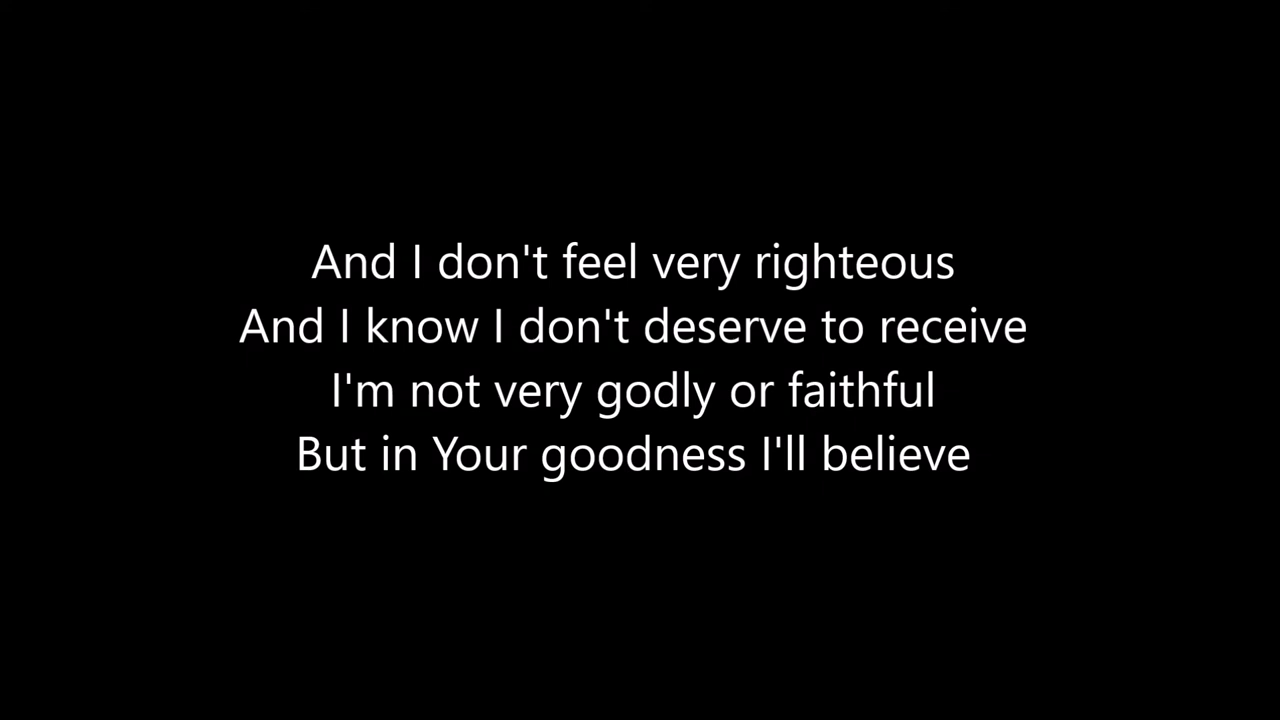 And I don't feel very righteous
And I know I don't deserve to receive
I'm not very godly or faithful
But in Your goodness I'll believe